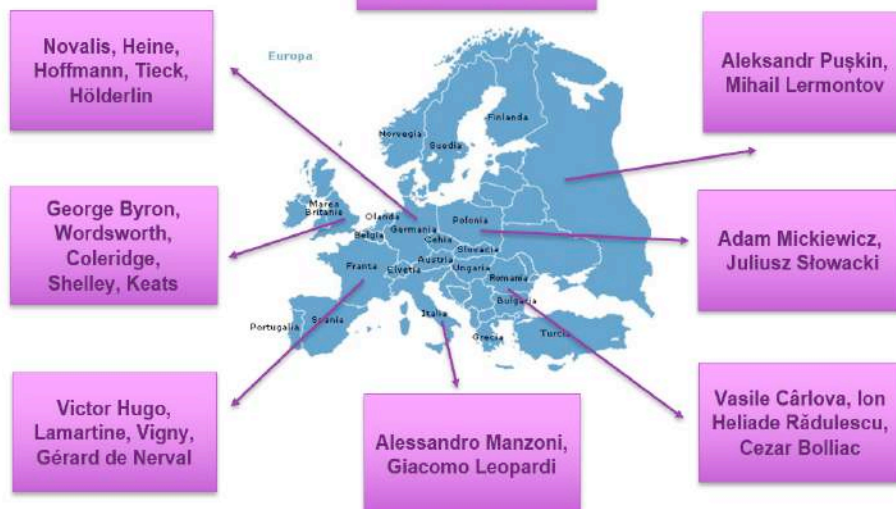 Novalis, Heine,
Hoffmann, Tieck,
Hölderlin
Europa
Aleksandr Pușkin,
Mihail Lermontov
Norvegia
Suedia
Finlanda
George Byron,
Wordsworth,
Coleridge,
Shelley, Keats
Marea
Britanie
Olanda
Belgia
Germania
Polonia
Cehia
Slovacia
Franta
Elvetia
Austria
Ungaria
Romania
Bulgaria
Italia
Portugalia
Spania
Grecia
Turcia
Adam Mickiewicz,
Juliusz Słowacki
Victor Hugo,
Lamartine, Vigny,
Gérard de Nerval
Alessandro Manzoni,
Giacomo Leopardi
Vasile Cârlova, Ion
Heliade Rădulescu,
Cezar Bolliac